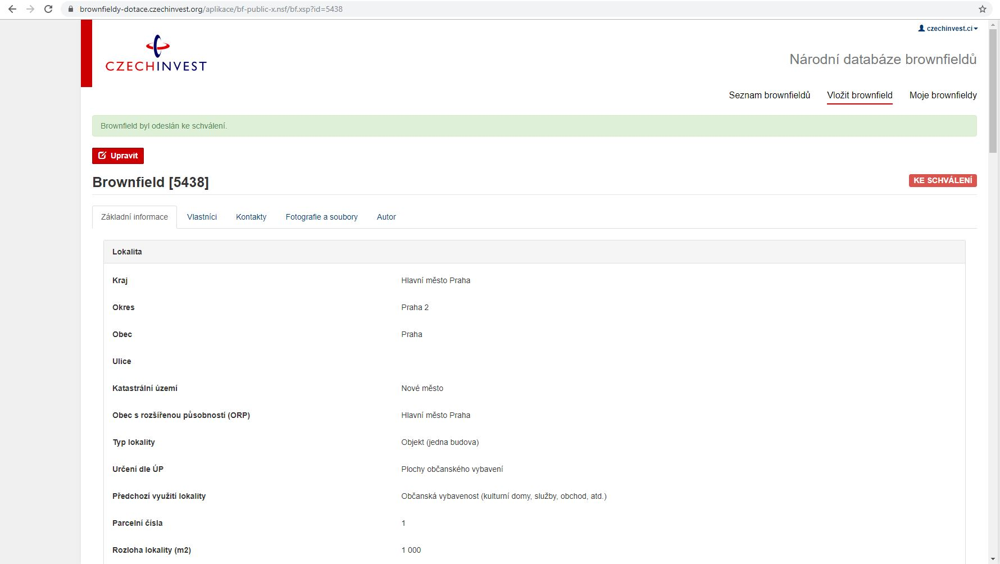 brownfieldy-dotace.czechinvest.org/aplikace/bf-public-x.nsf/bf.xsp?id=5438
czechinvest.ci
CZECHINVEST
Národní databáze brownfieldů
Seznam brownfieldů Vložit brownfield Moje brownfieldy
Brownfield byl odeslán ke schválení.
Upravit
Brownfield [5438] KE SCHVÁLENÍ
Základní informace Vlastníci Kontakty Fotografie a soubory Autor
Lokalita
Kraj Hlavní město Praha
Okres Praha 2
Obec Praha
Ulice
Katastrální území Nové město
Obec s rozšířenou působností (ORP) Hlavní město Praha
Typ lokality Objekt (jedna budova)
Určení dle ÚP Plochy občanského vybavení
Předchozí využití lokality Občanská vybavenost (kulturní domy, služby, obchod, atd.)
Parcelní čísla 1
Rozloha lokality (m2) 1 000